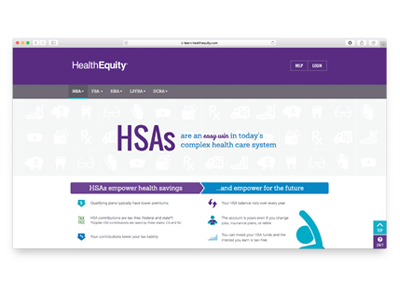 learn.healthequity.com
HealthEquity
HELP
LOGIN
HSA
FSA
HRA
LPFSA
DCRA
HSAs
are an easy win in today's
complex health care system
HSAs empower health savings
...and empower for the future
Qualifying plans typically have lower premiums
Your HSA balance rolls over every year
TAX
HSA contributions are tax-free: Federal and state*.
The account is yours even if you change
jobs, insurance plans, or retire
Your contributions lower your tax liability
You can invest your HSA funds and the
interest you earn is tax-free
TOP